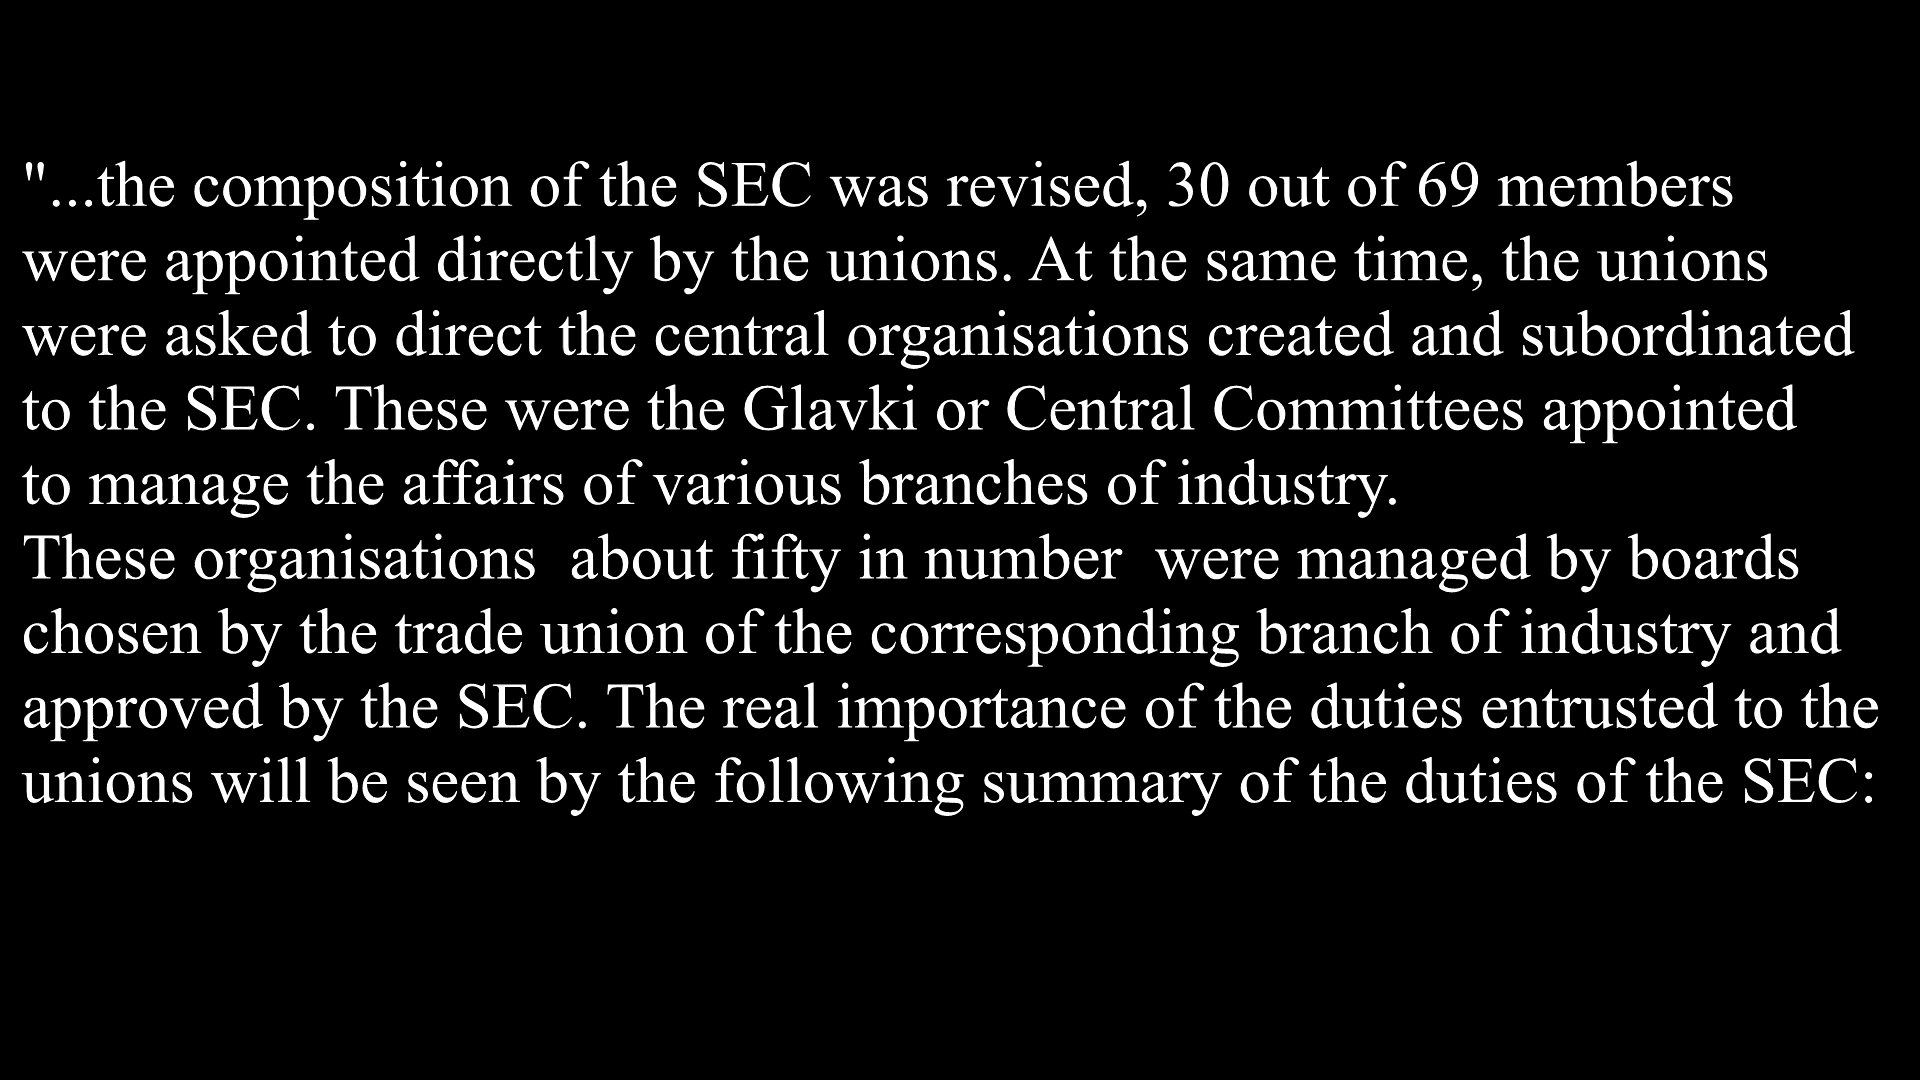 "...the composition of the SEC was revised, 30 out of 69 members
were appointed directly by the unions. At the same time, the unions
were asked to direct the central organisations created and subordinated
to the SEC. These were the Glavki or Central Committees appointed
to manage the affairs of various branches of industry.
These organisations  about fifty in number  were managed by boards
chosen by the trade union of the corresponding branch of industry and
approved by the SEC. The real importance of the duties entrusted to the
unions will be seen by the following summary of the duties of the SEC: